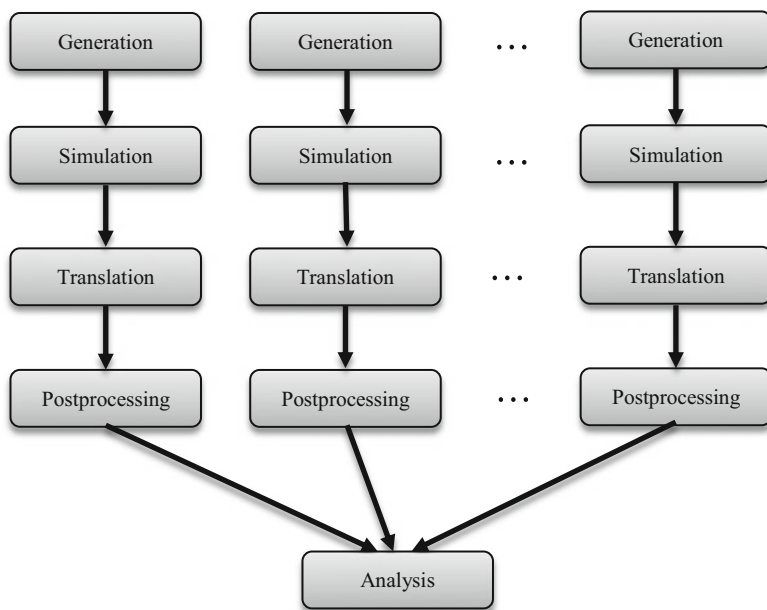 Generation Generation ... Generation
Simulation Simulation ... Simulation
Translation Translation ... Translation
Postprocessing Postprocessing ... Postprocessing
Analysis